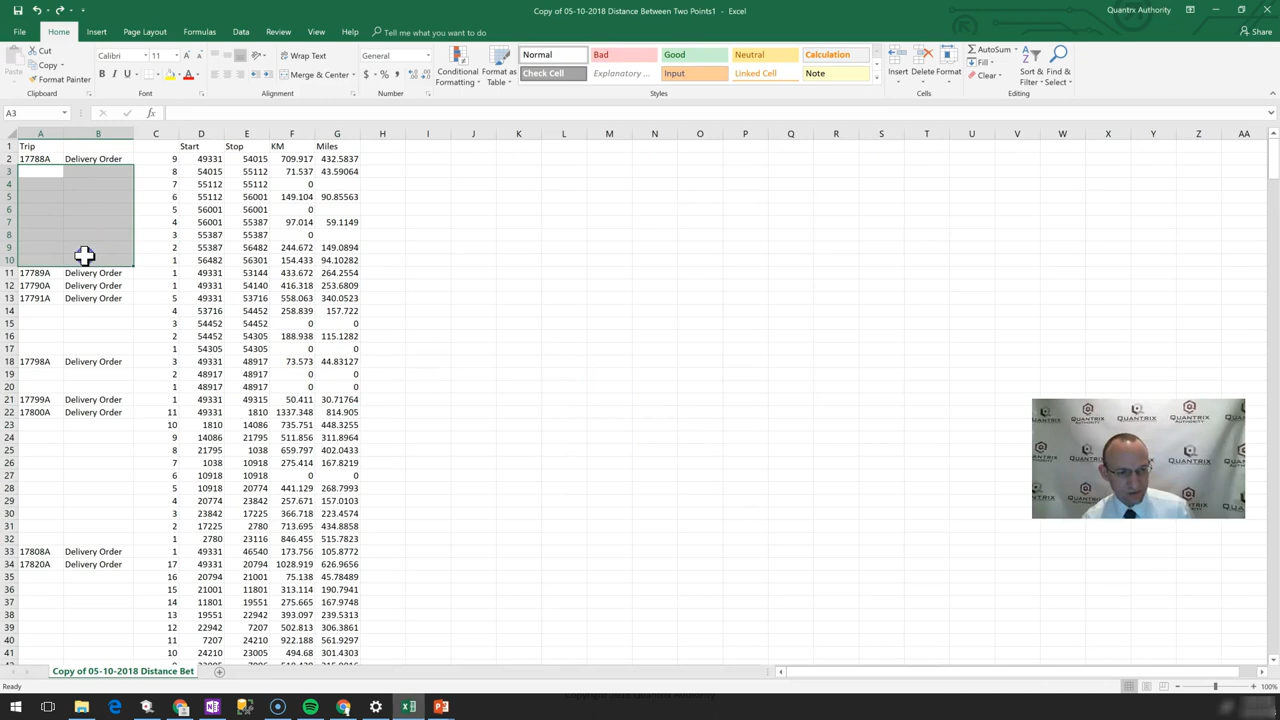 Copy of 05-10-2018 Distance Between Two Points1 - Excel
Quantrx Authority
File Home Insert Page Layout Formulas Data Review View Help Tell me what you want to do Share
Paste Cut Copy Format Painter Clipboard
Calibri 11 B I U Font
Wrap Text Merge & Center Alignment
General $ % Number
Conditional Formatting Format as Table
Normal Bad Good Neutral Calculation
Check Cell Explanatory ... Input Linked Cell Note
Styles
Insert Delete Format Cells
AutoSum Fill Clear Sort & Filter Find & Select Editing
A3 fx
A B C D E F G H I J K L M N O P Q R S T U V W X Y Z AA
1 Trip Start Stop KM Miles
2 17788A Delivery Order 9 49331 54015 709.917 432.5837
3 8 54015 55112 71.537 43.59064
4 7 55112 55112 0
5 6 55112 56001 149.104 90.85563
6 5 56001 56001 0
7 4 56001 55387 97.014 59.1149
8 3 55387 55387 0
9 2 55387 56482 244.672 149.0894
10 1 56482 56301 154.433 94.10282
11 17789A Delivery Order 1 49331 53144 433.672 264.2554
12 17790A Delivery Order 1 49331 54140 416.318 253.6809
13 17791A Delivery Order 5 49331 53716 558.063 340.0523
14 4 53716 54452 258.839 157.722
15 3 54452 54452 0 0
16 2 54452 54305 188.938 115.1282
17 1 54305 54305 0 0
18 17798A Delivery Order 3 49331 48917 73.573 44.83127
19 2 48917 48917 0 0
20 1 48917 48917 0 0
21 17799A Delivery Order 1 49331 49315 50.411 30.71764
22 17800A Delivery Order 11 49331 1810 1337.348 814.905
23 10 1810 14086 735.751 448.3255
24 9 14086 21795 511.856 311.8964
25 8 21795 1038 659.797 402.0433
26 7 1038 10918 275.414 167.8219
27 6 10918 10918 0 0
28 5 10918 20774 441.129 268.7993
29 4 20774 23842 257.671 157.0103
30 3 23842 17225 366.718 223.4574
31 2 17225 2780 713.695 434.8858
32 1 2780 23116 846.455 515.7823
33 17808A Delivery Order 1 49331 46540 173.756 105.8772
34 17820A Delivery Order 17 49331 20794 1028.919 626.9656
35 16 20794 21001 75.138 45.78489
36 15 21001 11801 313.114 190.7941
37 14 11801 19551 275.665 167.9748
38 13 19551 22942 393.097 239.5313
39 12 22942 7207 502.813 306.3861
40 11 7207 24210 922.188 561.9297
41 10 24210 23005 494.68 301.4303
QUANTRIX AUTHORITY
Copy of 05-10-2018 Distance Bet
Ready
100%